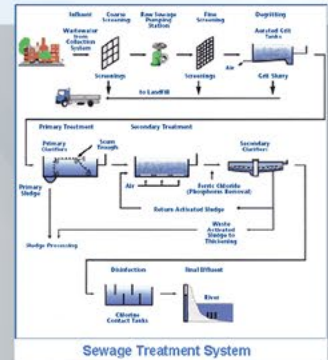 Influent
Coarse
Screening
Raw Sewage
Pumping
Station
Fine
Screening
Degritting
Wastewater
from
Collection
System
Aerated Grit
Tanks
Air
Screenings
Screenings
Grit Slurry
to Landfill
Primary Treatment
Secondary Treatment
Primary
Clarifiers
Scum
Trough
Secondary
Clarifiers
Primary
Sludge
Air
Ferric Chloride
(Phosphorus Removal)
Return Activated Sludge
Waste
Activated
Sludge to
Thickening
Sludge Processing
Disinfection
Final Effluent
River
Chlorine
Contact Tanks
Sewage Treatment System